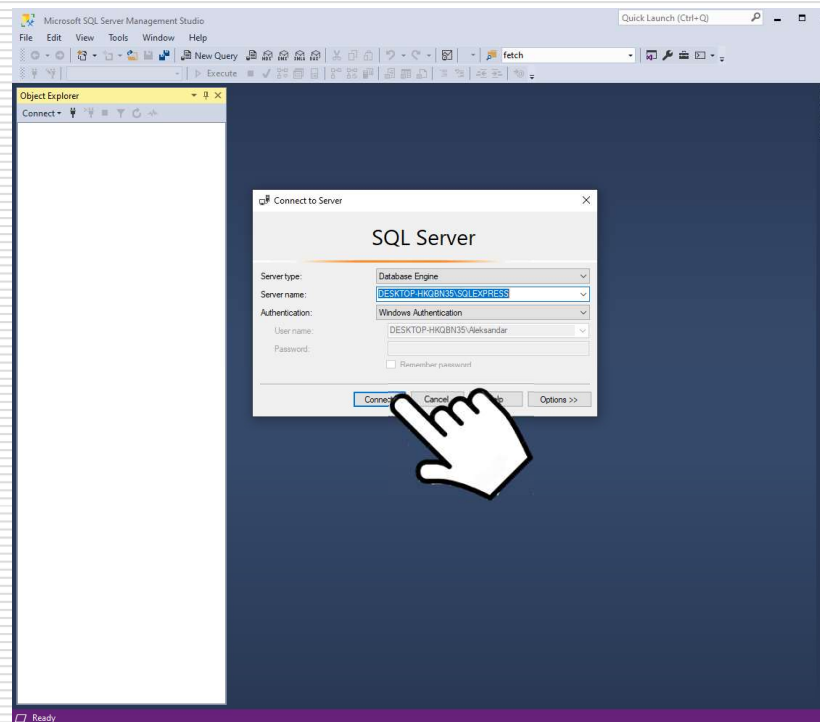 Microsoft SQL Server Management Studio
Quick Launch (Ctrl+Q)
File Edit View Tools Window Help
New Query
fetch
Execute
Object Explorer
Connect
Connect to Server
SQL Server
Server type: Database Engine
Server name: DESKTOP-HKQBN35\SQLEXPRESS
Authentication: Windows Authentication
User name: DESKTOP-HKQBN35\Aleksandar
Password:
Remember password
Cancel Options >>
Ready